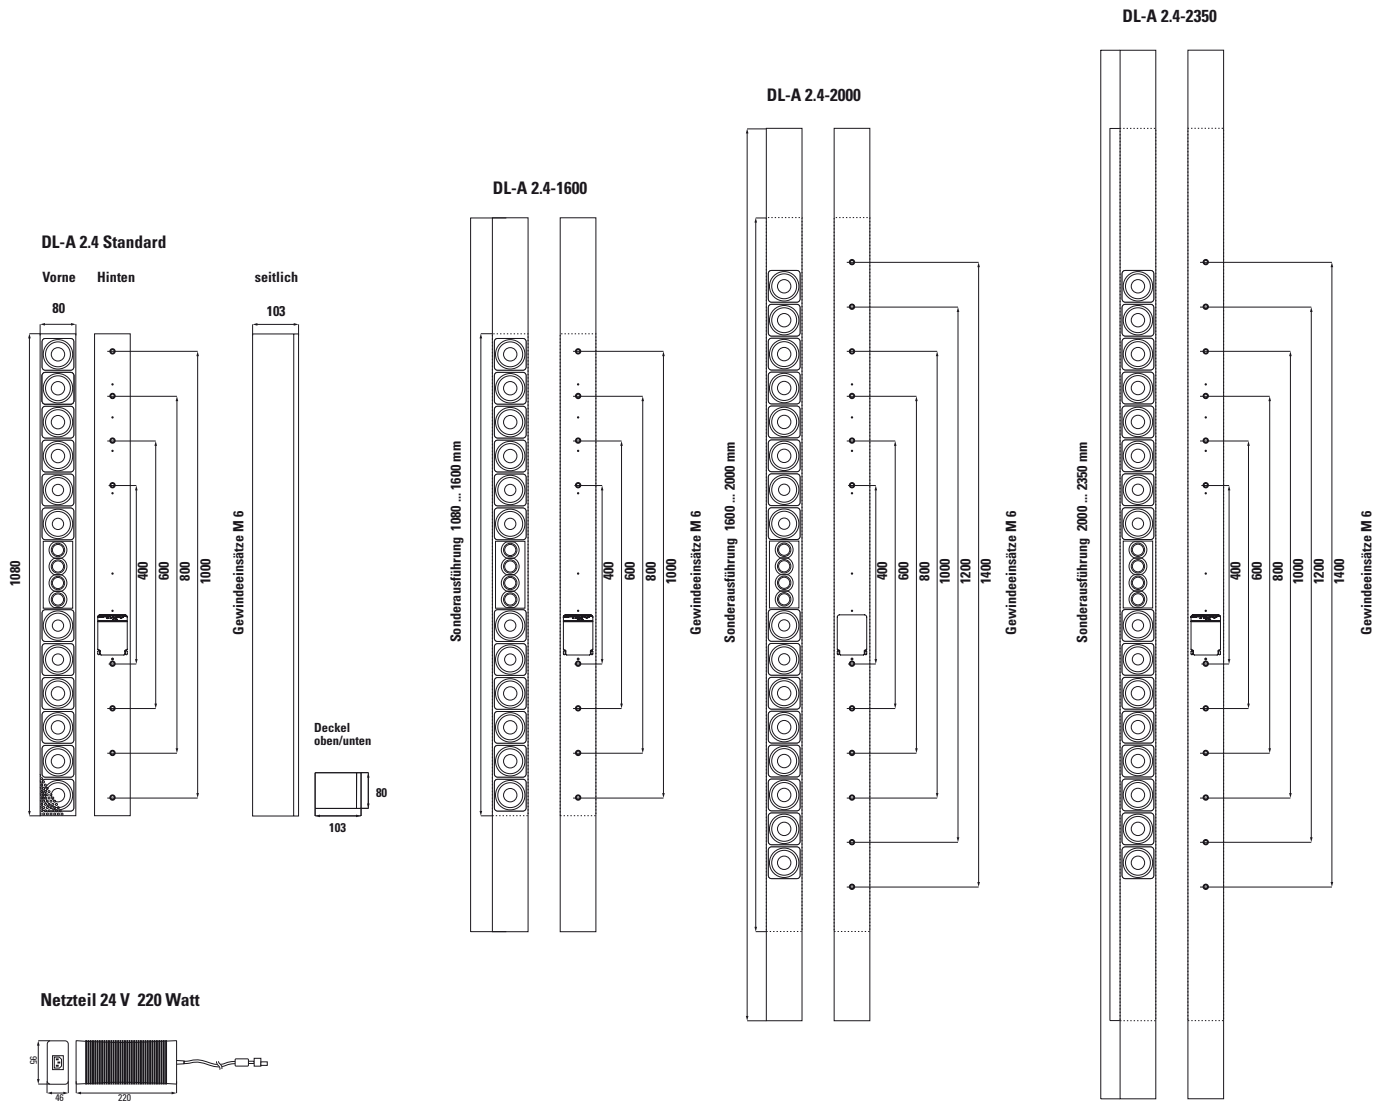 DL-A 2.4-2350
DL-A 2.4-2000
DL-A 2.4-1600
DL-A 2.4 Standard
Vorne
Hinten
seitlich
80
103
1080
400
600
800
1000
Gewindeeinsätze M 6
Deckel
oben/unten
80
103
Sonderausführung 1080 ... 1600 mm
400
600
800
1000
Gewindeeinsätze M 6
Sonderausführung 1600 ... 2000 mm
400
600
800
1000
1200
1400
Gewindeeinsätze M 6
Sonderausführung 2000 ... 2350 mm
400
600
800
1000
1200
1400
Gewindeeinsätze M 6
Netzteil 24 V 220 Watt
95
46
220